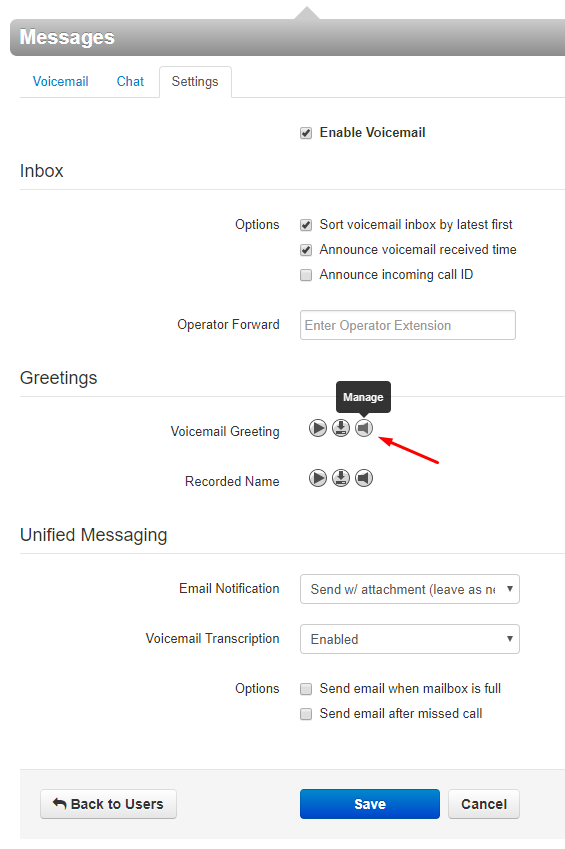 Messages
Voicemail Chat Settings
Enable Voicemail
Inbox
Options Sort voicemail inbox by latest first
Announce voicemail received time
Announce incoming call ID
Operator Forward Enter Operator Extension
Greetings
Manage
Voicemail Greeting
Recorded Name
Unified Messaging
Email Notification Send w/ attachment (leave as ne
Voicemail Transcription Enabled
Options Send email when mailbox is full
Send email after missed call
Back to Users Save Cancel